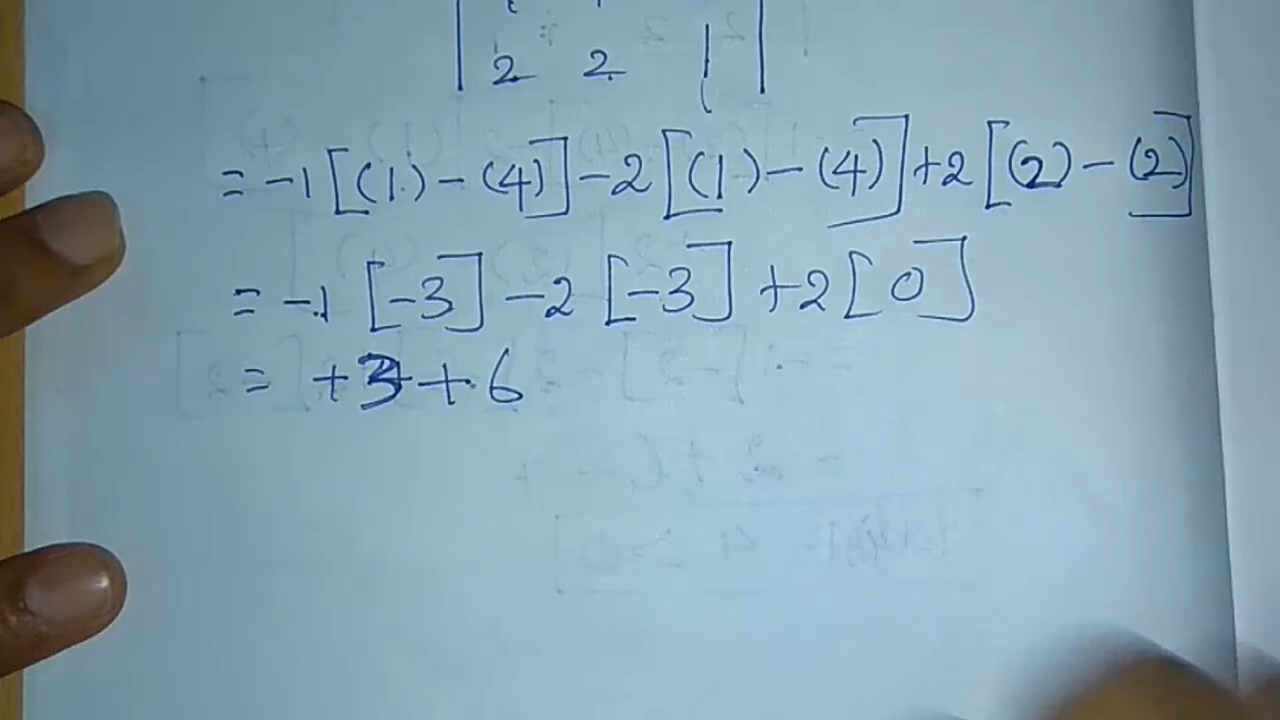 2 2 1
= -1 [(1) - (4)] - 2 [(1) - (4)] + 2 [(2) - (2)]
= -1 [-3] - 2 [-3] + 2 [0]
= +3 + 6